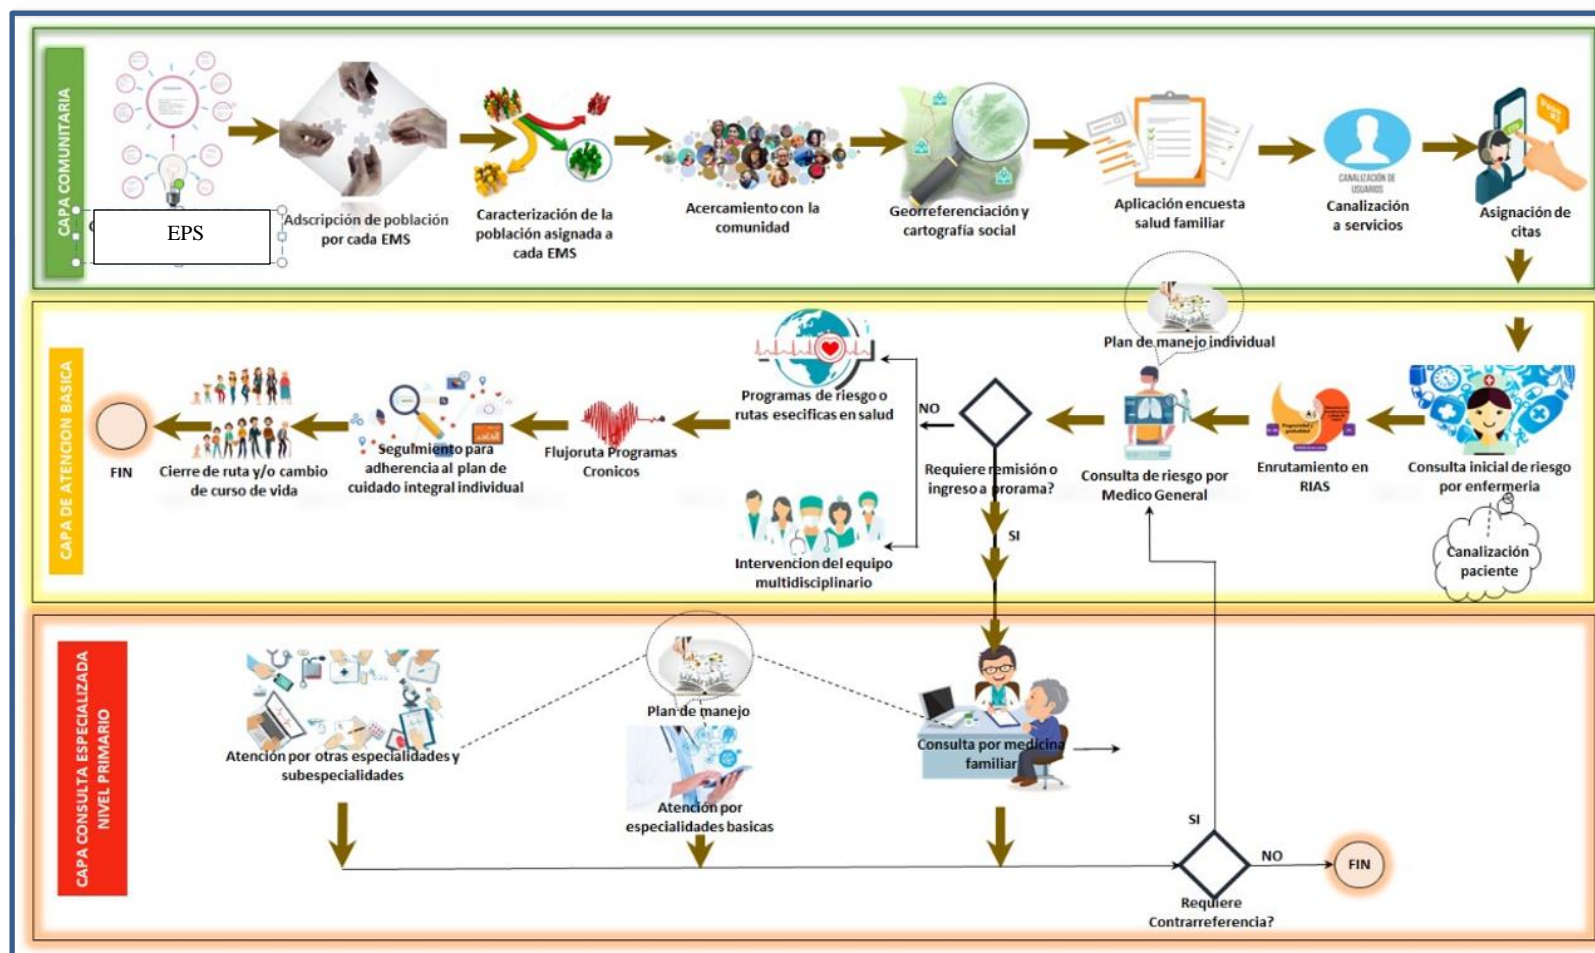 CAPA COMUNITARIA
EPS
Adscripción de población
por cada EMS
Caracterización de la
población asignada a
cada EMS
Acercamiento con la
comunidad
Georreferenciación y
cartografía social
Aplicación encuesta
salud familiar
CANALIZACIÓN DE
USUARIOS
Canalización
a servicios
Asignación de
citas
CAPA DE ATENCION BASICA
Plan de manejo individual
Consulta inicial de riesgo
por enfermeria
Canalización
paciente
Enrutamiento en
RIAS
Consulta de riesgo por
Medico General
Requiere remisión o
ingreso a prorama?
NO
SI
Programas de riesgo o
rutas esecificas en salud
Intervencion del equipo
multidisciplinario
Flujoruta Programas
Cronicos
Seguimiento para
adherencia al plan de
cuidado integral individual
Cierre de ruta y/o cambio
de curso de vida
FIN
CAPA CONSULTA ESPECIALIZADA
NIVEL PRIMARIO
Atención por otras especialidades y
subespecialidades
Plan de manejo
Atención por
especialidades basicas
Consulta por medicina
familiar
SI
NO
Requiere
Contrarreferencia?
FIN